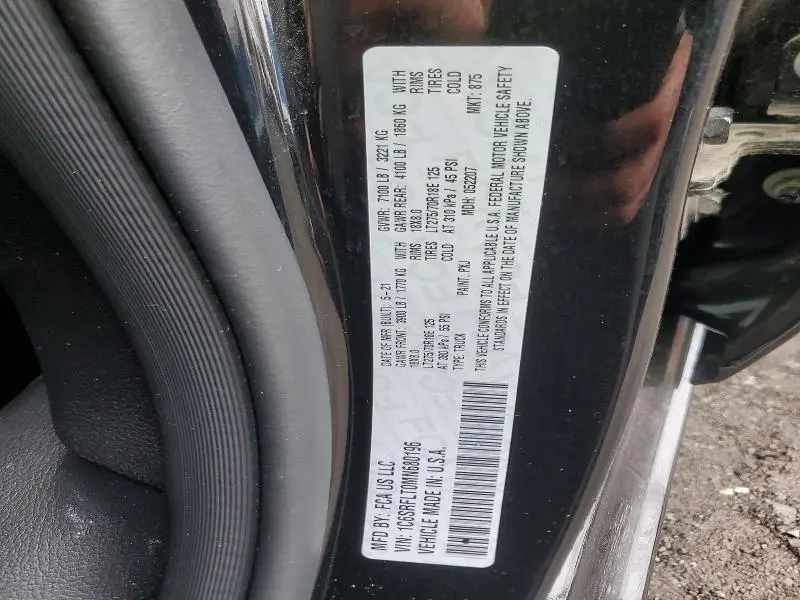 MFD BY: FCA US LLC
DATE OF MFR (BUILT): 5-21
GVWR: 7100 LB / 3221 KG
VIN: 1C6SRFLT0MN680196
GAWR FRONT: 3900 LB / 1770 KG WITH
GAWR REAR: 4100 LB / 1860 KG WITH
VEHICLE MADE IN: U.S.A.
18X8.0 RIMS
18X8.0 RIMS
LT275/70R18E 125 TIRES
LT275/70R18E 125 TIRES
AT 380 kPa / 55 PSI COLD
AT 310 kPa / 45 PSI COLD
TYPE: TRUCK
PAINT: PXJ
MDH: 052207
MKT: 875
THIS VEHICLE CONFORMS TO ALL APPLICABLE U.S.A. FEDERAL MOTOR VEHICLE SAFETY
STANDARDS IN EFFECT ON THE DATE OF MANUFACTURE SHOWN ABOVE.